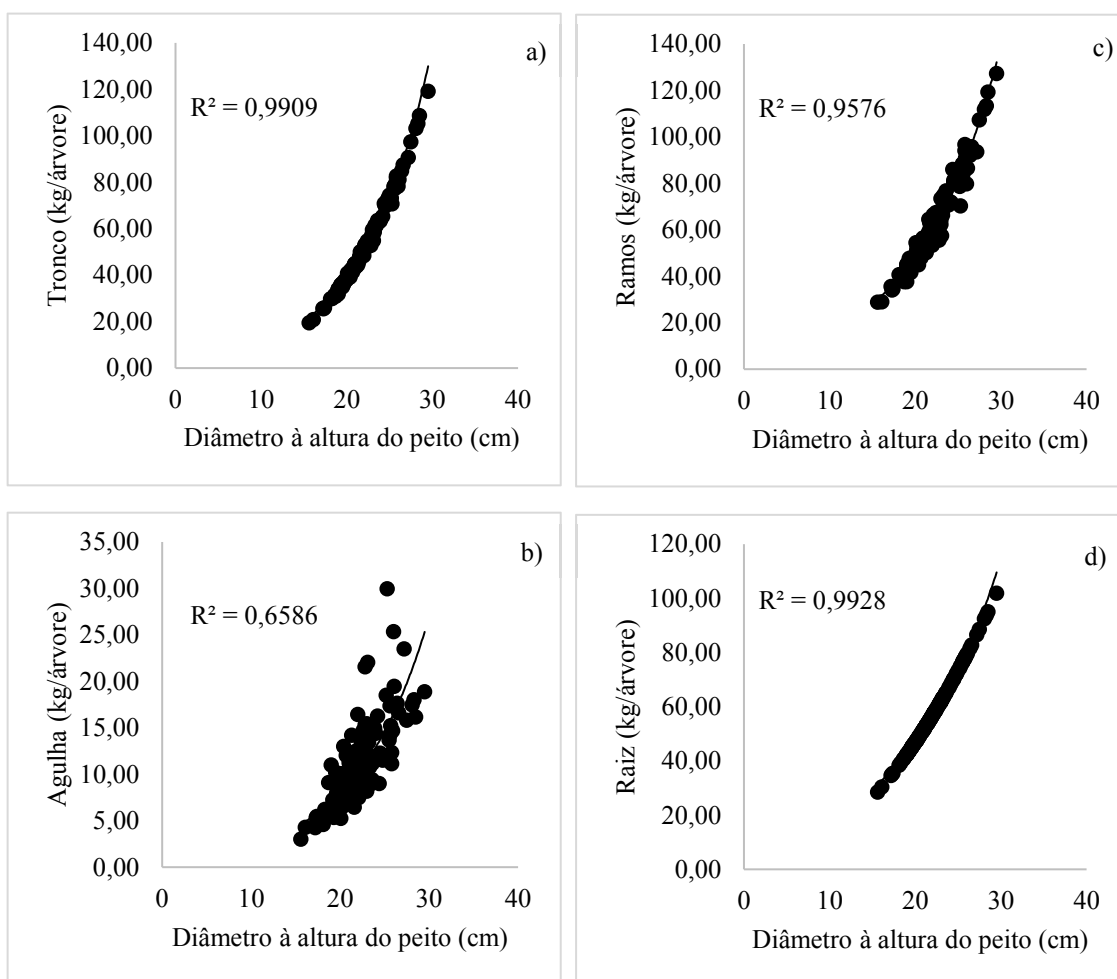 a)
Tronco (kg/árvore)
140,00
120,00
100,00
80,00
60,00
40,00
20,00
0,00
R² = 0,9909
0 10 20 30 40
Diâmetro à altura do peito (cm)
c)
Ramos (kg/árvore)
140,00
120,00
100,00
80,00
60,00
40,00
20,00
0,00
R² = 0,9576
0 10 20 30 40
Diâmetro à altura do peito (cm)
b)
Agulha (kg/árvore)
35,00
30,00
25,00
20,00
15,00
10,00
5,00
0,00
R² = 0,6586
0 10 20 30 40
Diâmetro à altura do peito (cm)
d)
Raiz (kg/árvore)
120,00
100,00
80,00
60,00
40,00
20,00
0,00
R² = 0,9928
0 10 20 30 40
Diâmetro à altura do peito (cm)